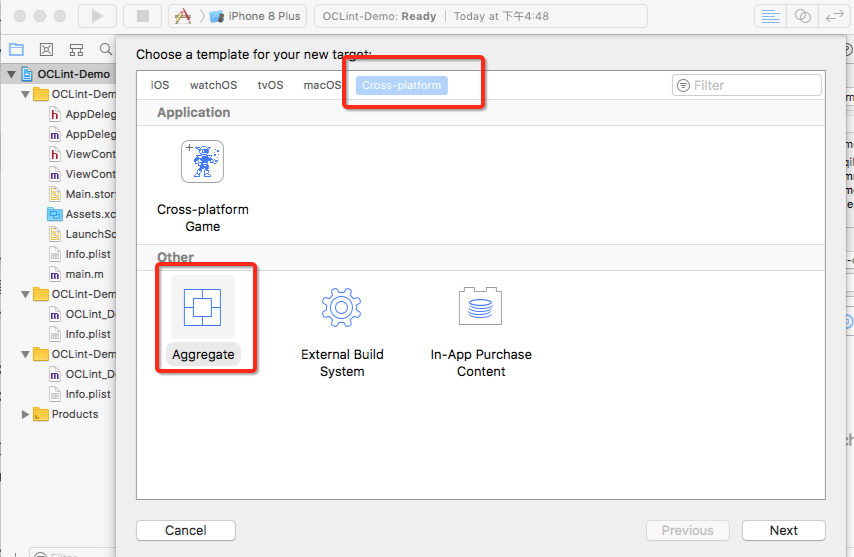 iPhone 8 Plus
OCLint-Demo: Ready | Today at 下午4:48
Choose a template for your new target:
iOS watchOS tvOS macOS Cross-platform
Filter
Application
Cross-platform
Game
Other
Aggregate
External Build
System
In-App Purchase
Content
OCLint-Demo
OCLint-Dem
h AppDeleg
m AppDeleg
h ViewCont
m ViewCont
Main.story
Assets.xc
LaunchSc
Info.plist
m main.m
OCLint-Dem
m OCLint_D
Info.plist
OCLint-Dem
m OCLint_D
Info.plist
Products
Cancel
Previous
Next
Filter